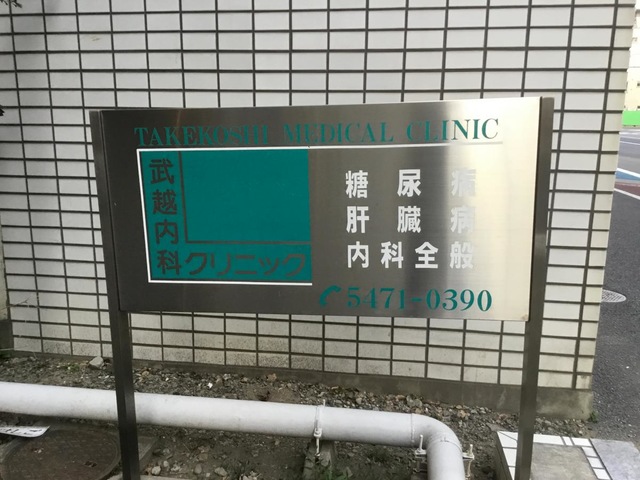 TAKEKOSHI MEDICAL CLINIC
武越内科クリニック
糖尿病
肝臓病
内科全般
5471-0390